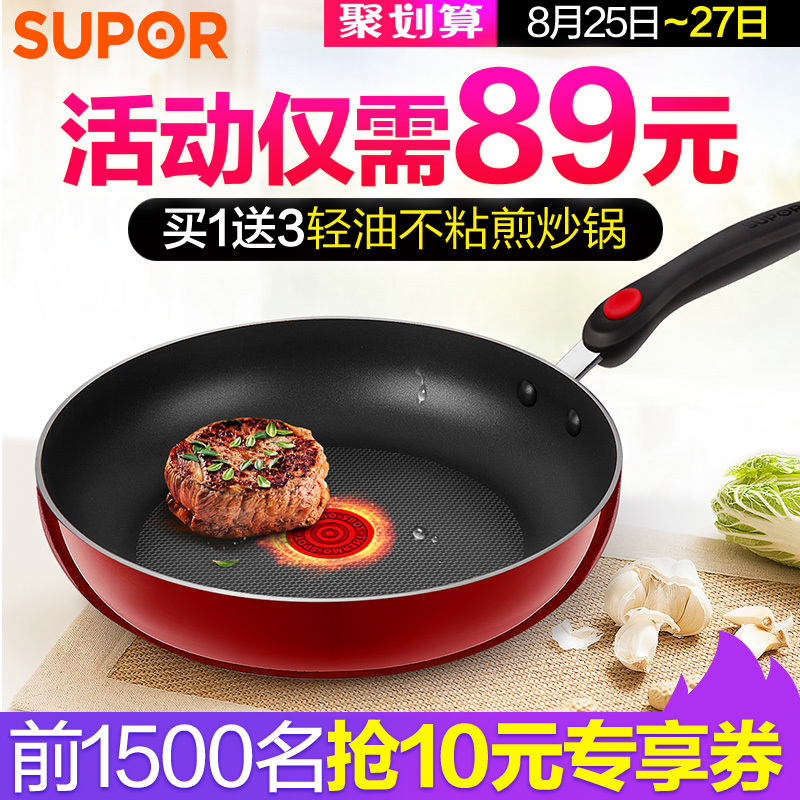 SUPOR
聚划算 8月25日~27日
活动仅需89元
买1送3轻油不粘煎炒锅
SUPOR
前1500名抢10元专享券